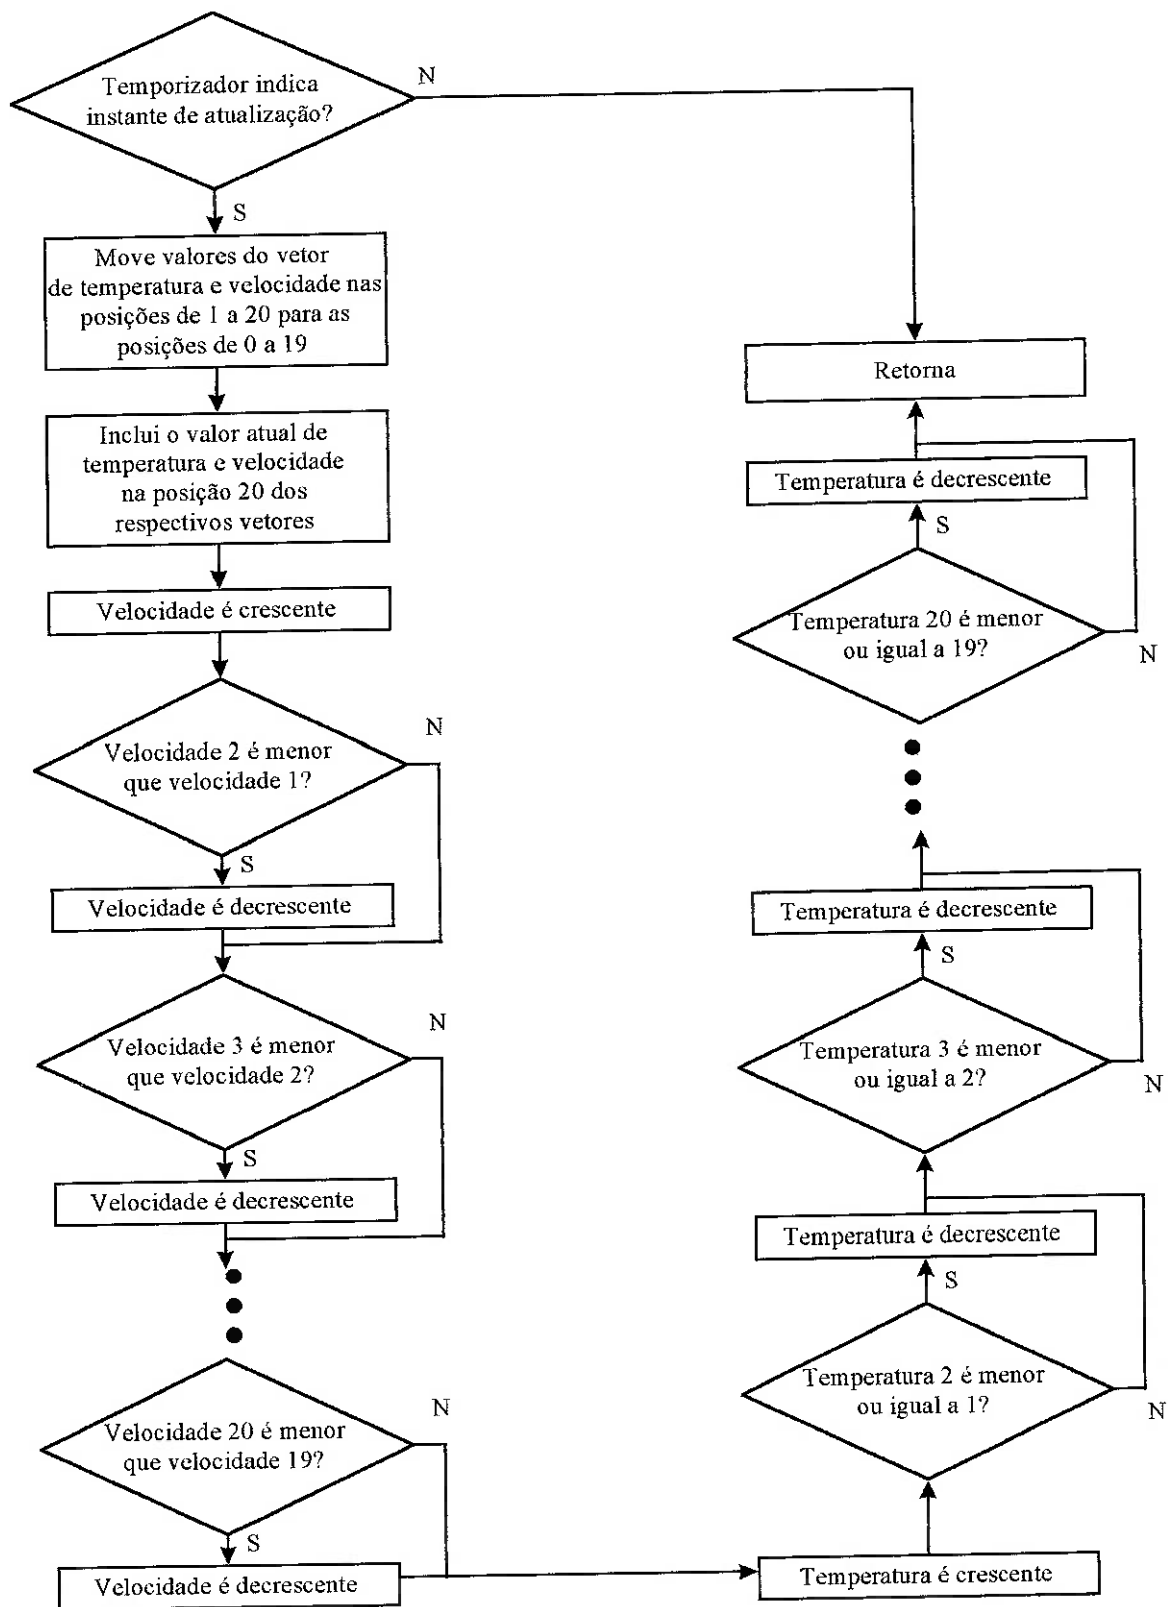 Temporizador indica
instante de atualização?
N
S
Move valores do vetor
de temperatura e velocidade nas
posições de 1 a 20 para as
posições de 0 a 19
Inclui o valor atual de
temperatura e velocidade
na posição 20 dos
respectivos vetores
Velocidade é crescente
Velocidade 2 é menor
que velocidade 1?
N
S
Velocidade é decrescente
Velocidade 3 é menor
que velocidade 2?
N
S
Velocidade é decrescente
Velocidade 20 é menor
que velocidade 19?
N
S
Velocidade é decrescente
Temperatura é crescente
Temperatura 2 é menor
ou igual a 1?
N
S
Temperatura é decrescente
Temperatura 3 é menor
ou igual a 2?
N
S
Temperatura é decrescente
Temperatura 20 é menor
ou igual a 19?
N
S
Temperatura é decrescente
Retorna